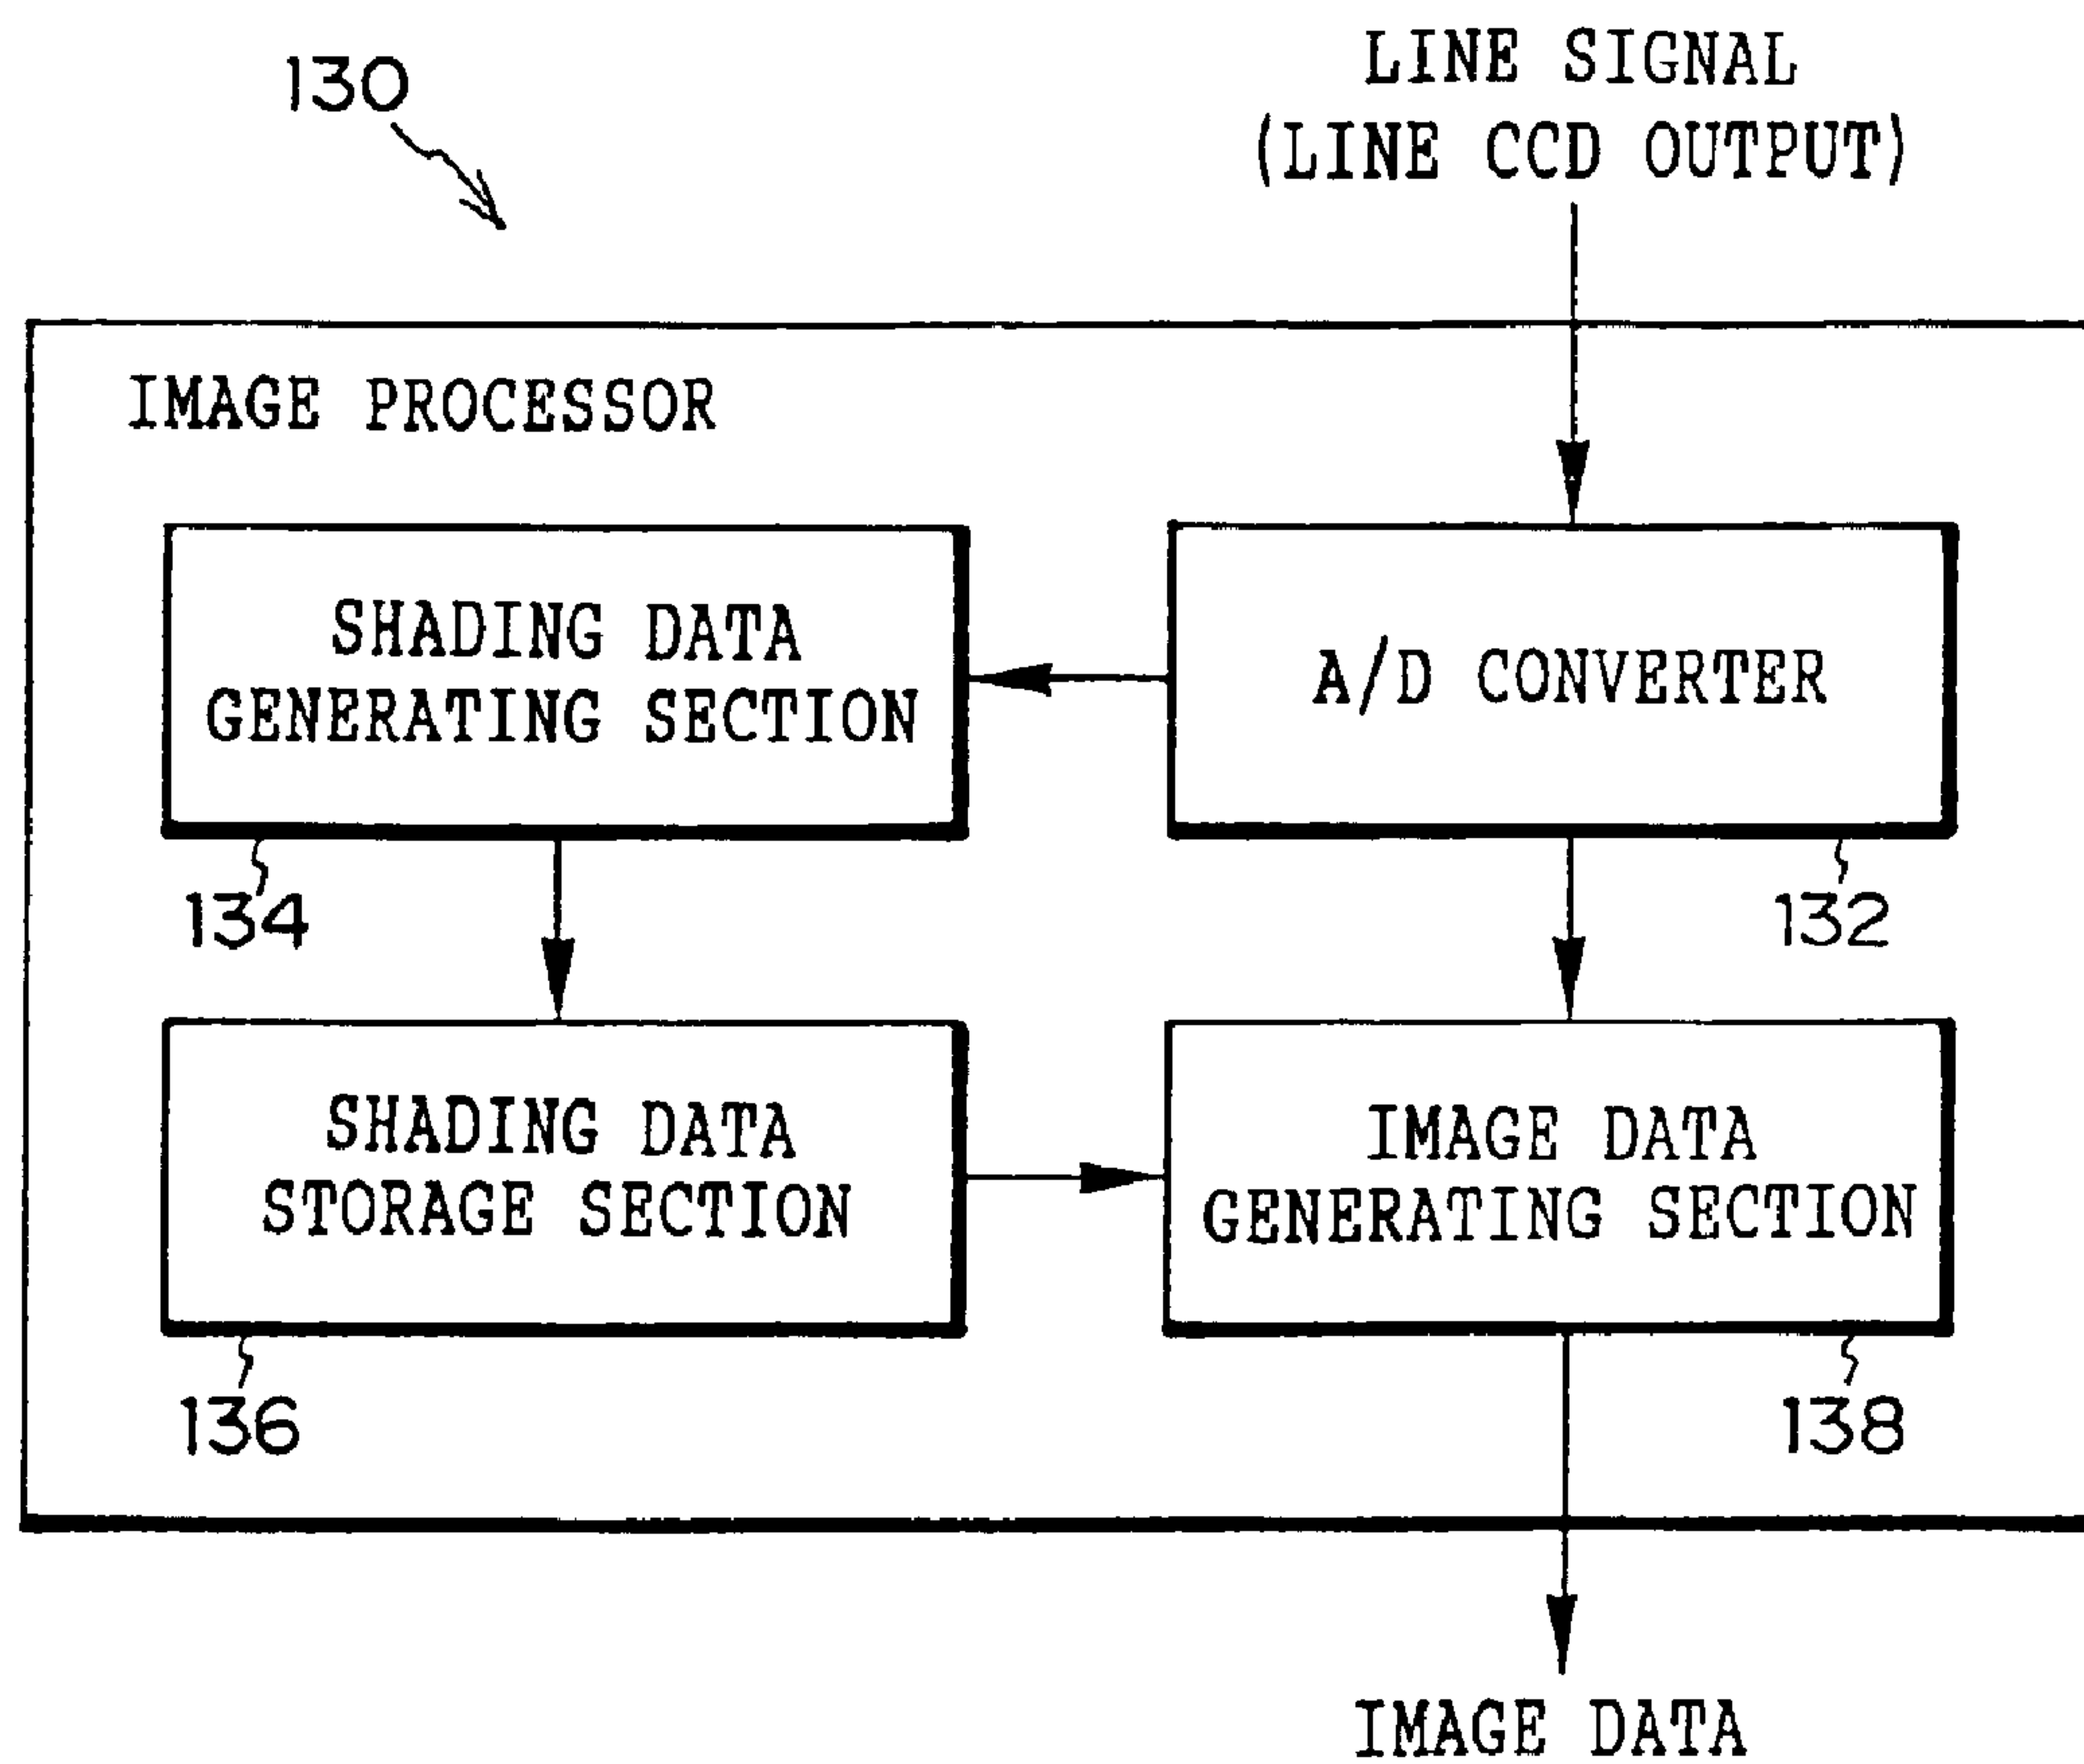 130
LINE SIGNAL
(LINE CCD OUTPUT)
IMAGE PROCESSOR
SHADING DATA
GENERATING SECTION
A/D CONVERTER
134
132
SHADING DATA
STORAGE SECTION
IMAGE DATA
GENERATING SECTION
136
138
IMAGE DATA